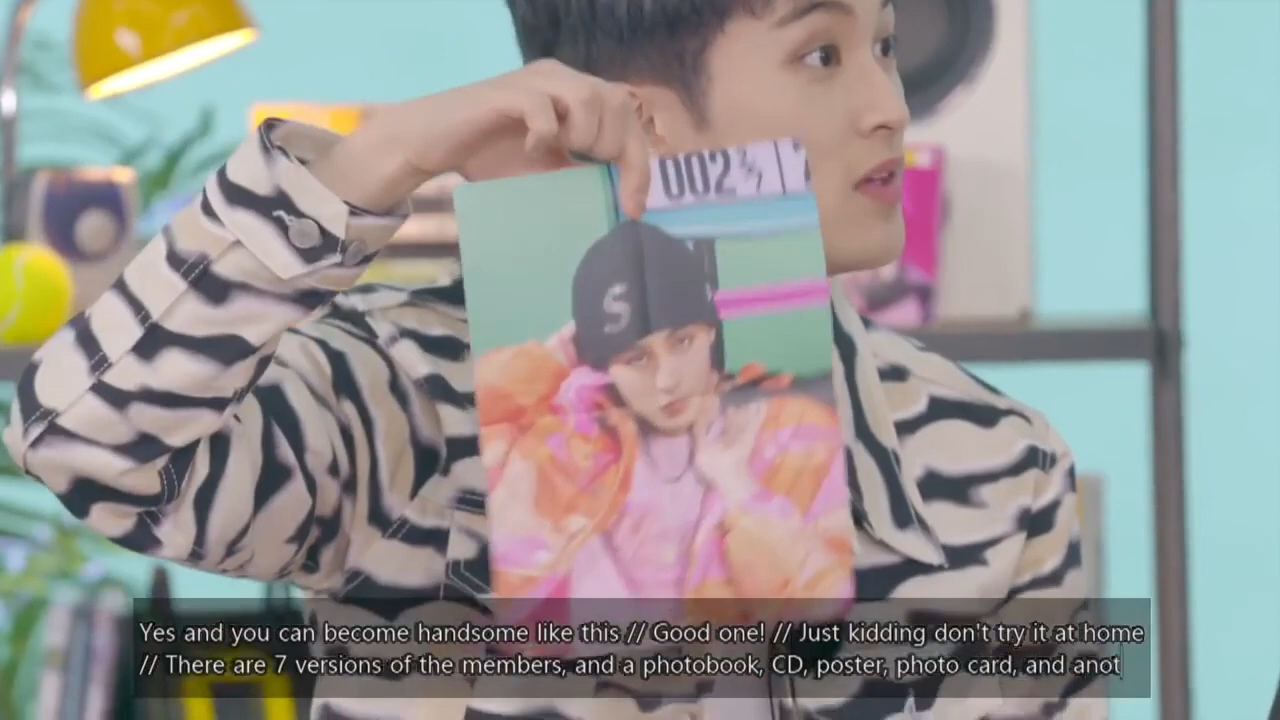 002
S
Yes and you can become handsome like this // Good one! // Just kidding don't try it at home
// There are 7 versions of the members, and a photobook, CD, poster, photo card, and anot